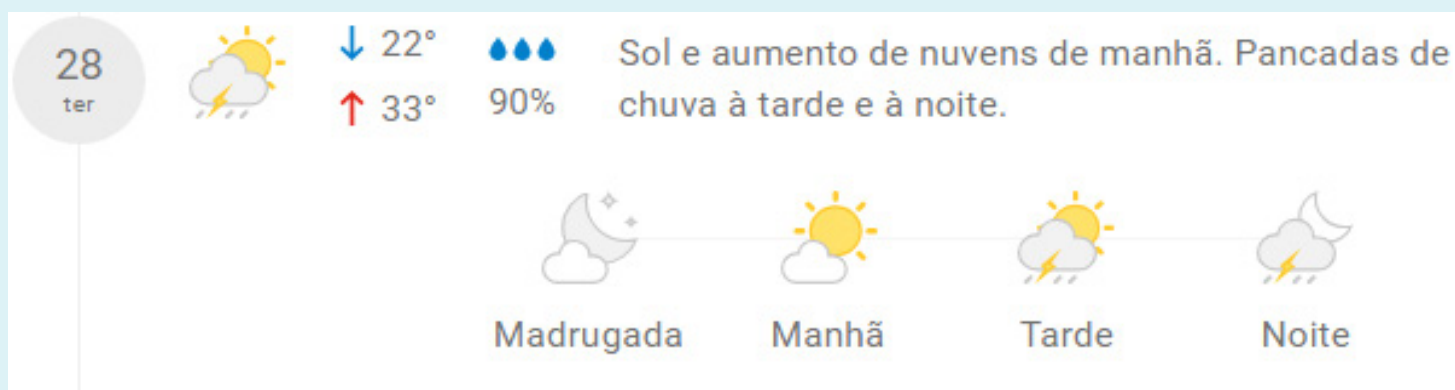 28
ter
22°
33°
90%
Sol e aumento de nuvens de manhã. Pancadas de
chuva à tarde e à noite.
Madrugada Manhã Tarde Noite